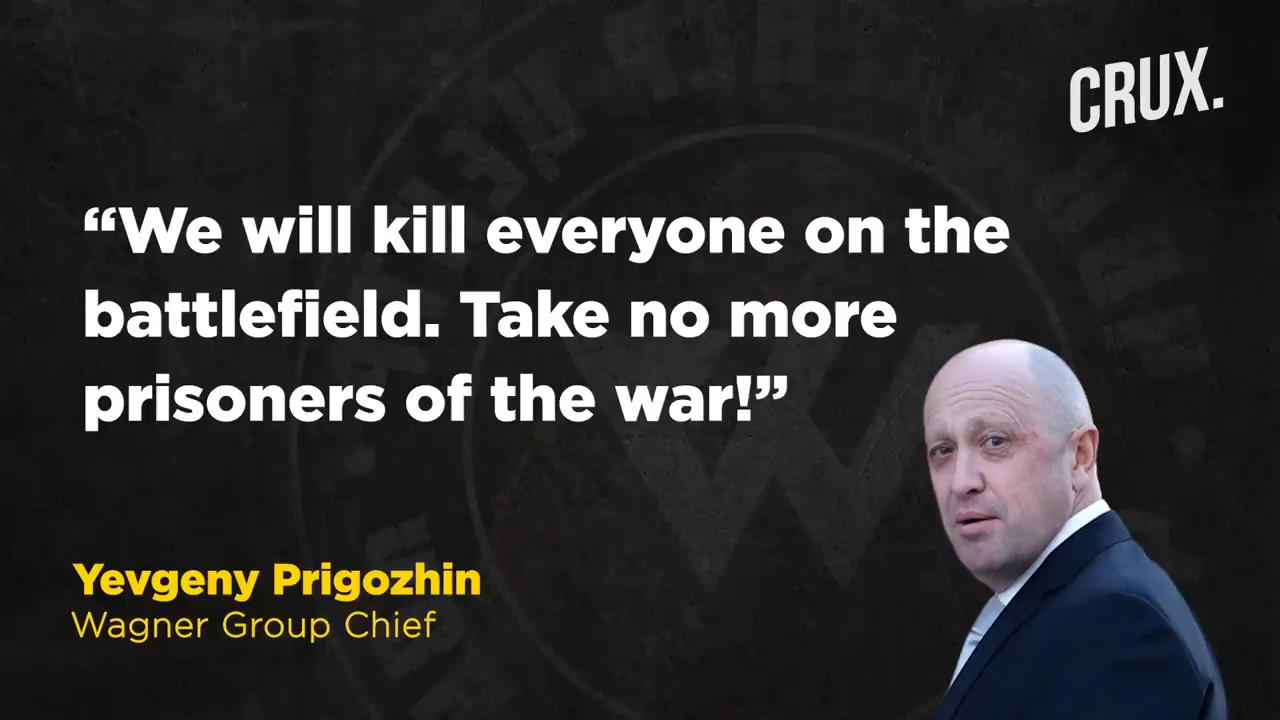 CRUX.
“We will kill everyone on the
battlefield. Take no more
prisoners of the war!”
Yevgeny Prigozhin
Wagner Group Chief